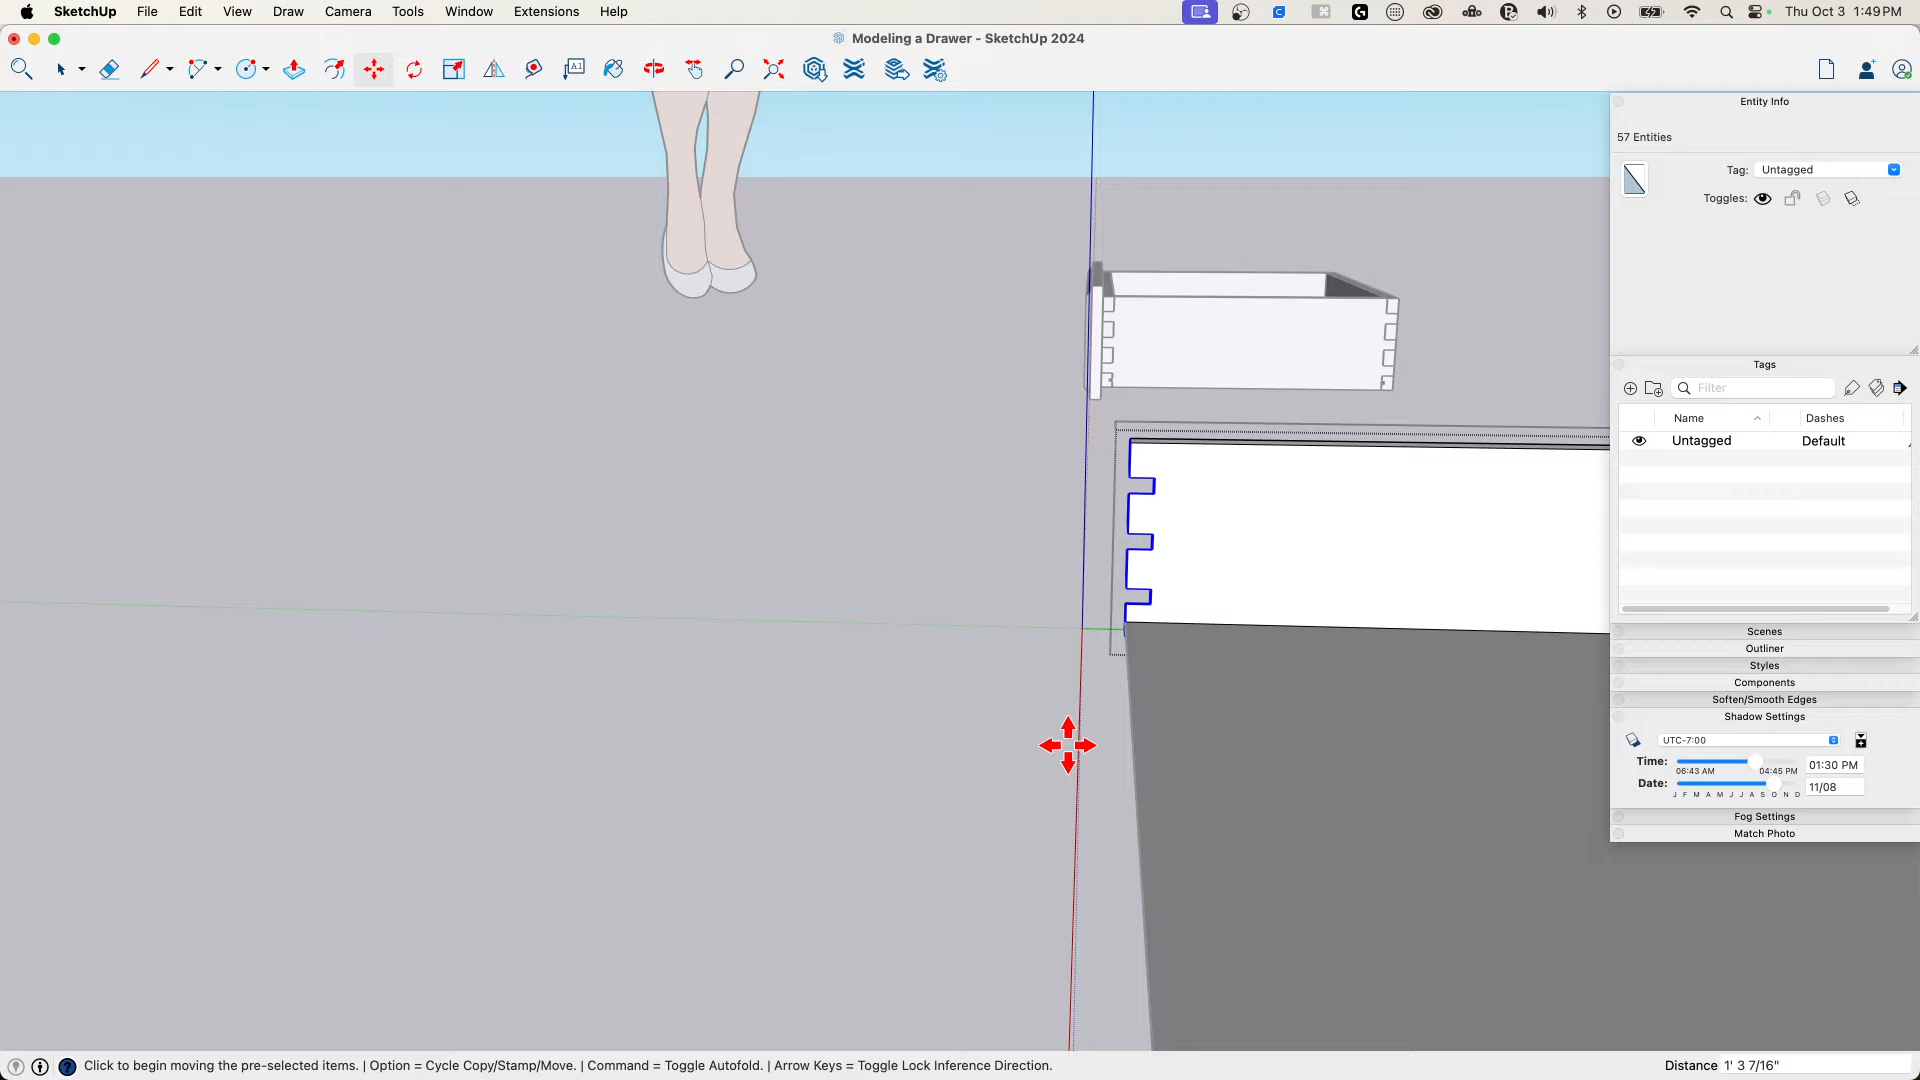 SketchUp File Edit View Draw Camera Tools Window Extensions Help Thu Oct 3 1:49 PM
Modeling a Drawer - SketchUp 2024
A1
Entity Info
57 Entities
Tag: Untagged
Toggles:
Tags
Filter
Name Dashes
Untagged Default
Scenes
Outliner
Styles
Components
Soften/Smooth Edges
Shadow Settings
UTC-7:00
Time: 06:43 AM 04:45 PM 01:30 PM
Date: J F M A M J J A S O N D 11/08
Fog Settings
Match Photo
Click to begin moving the pre-selected items. | Option = Cycle Copy/Stamp/Move. | Command = Toggle Autofold. | Arrow Keys = Toggle Lock Inference Direction. Distance 1' 3 7/16"